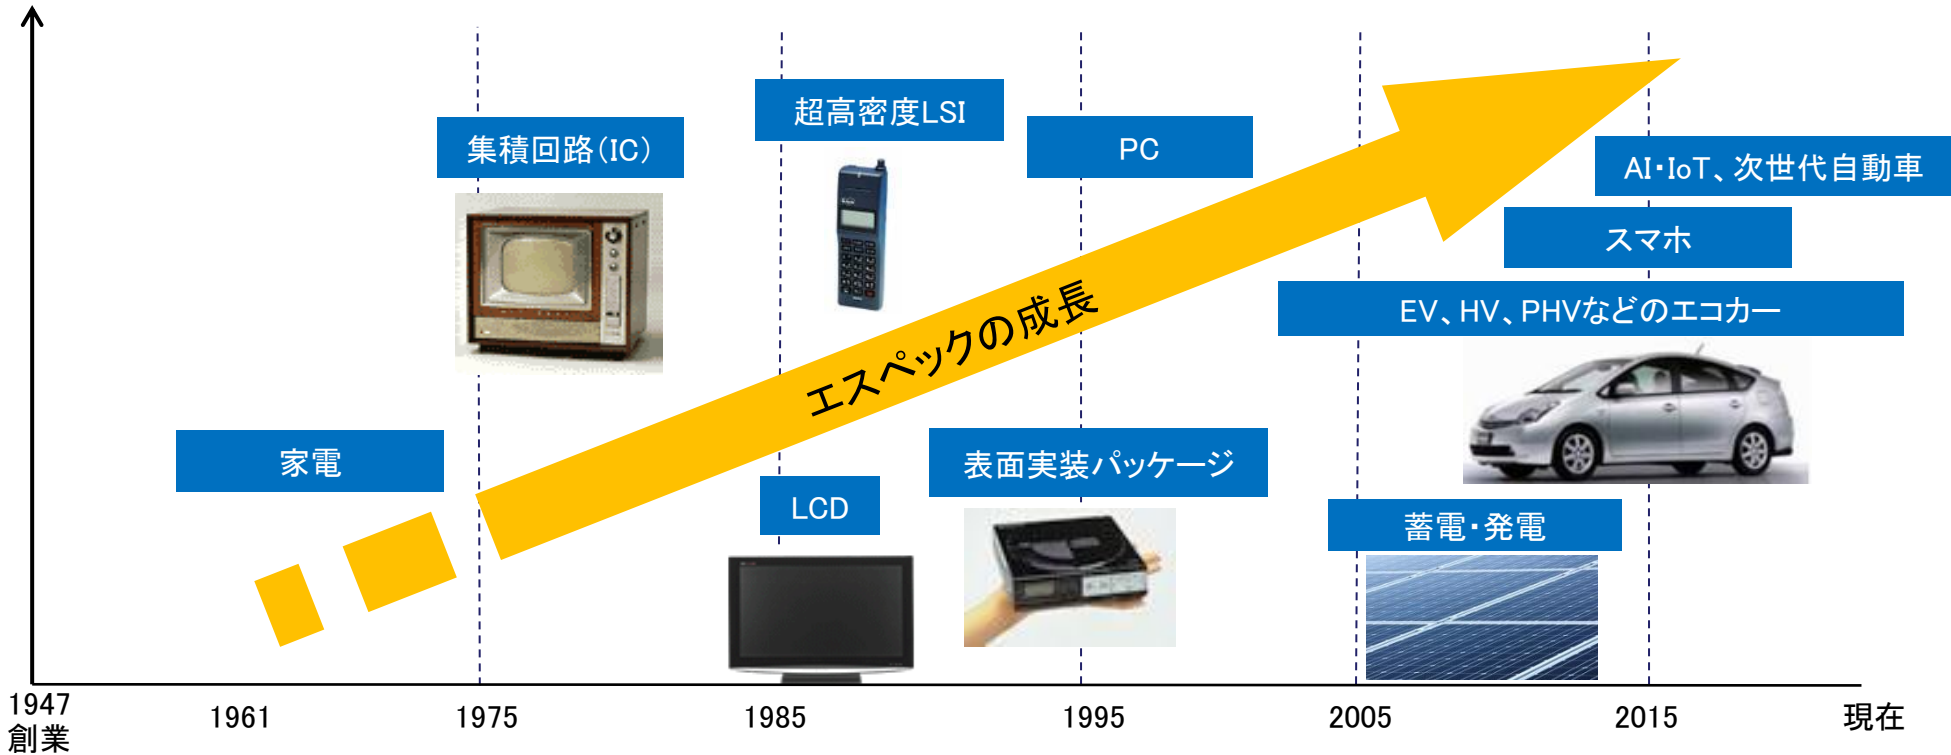 超高密度LSI
集積回路(IC)
PC
AI・IoT、次世代自動車
スマホ
EV、HV、PHVなどのエコカー
エスペックの成長
家電
表面実装パッケージ
LCD
蓄電・発電
1947
創業
1961
1975
1985
1995
2005
2015
現在